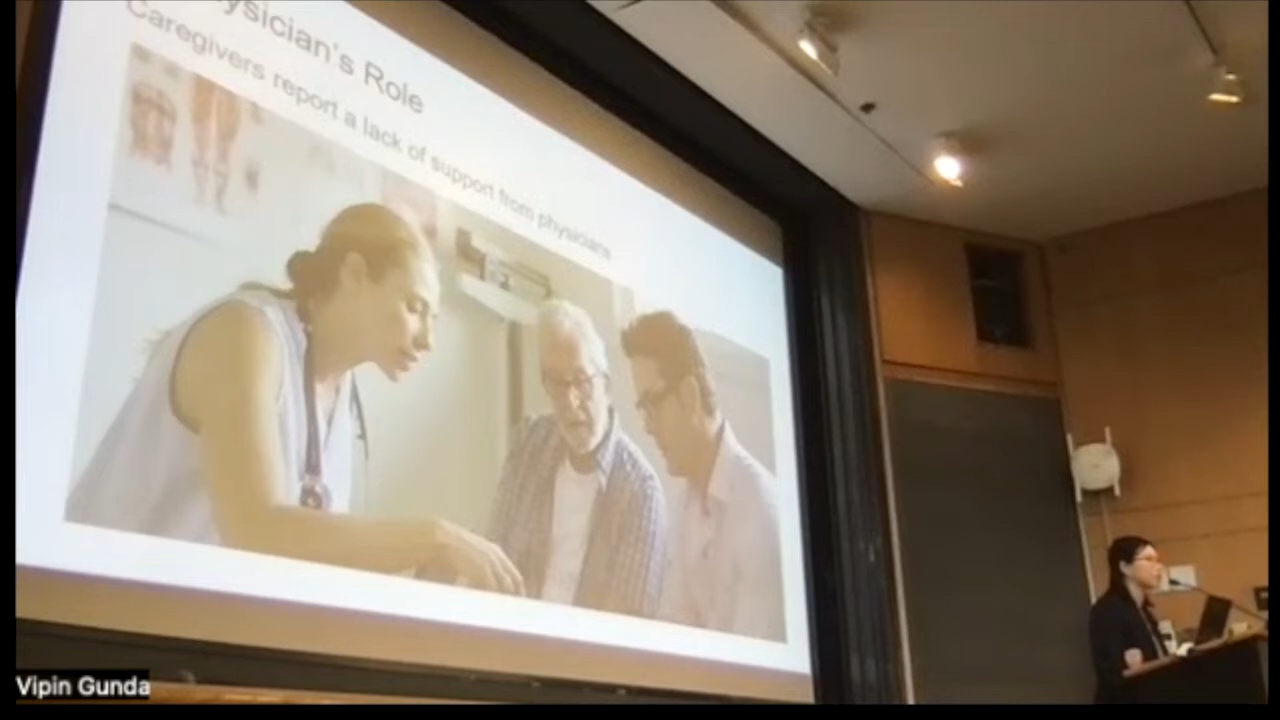 ysician's Role
Caregivers report a lack of support from physicians
Vipin Gunda